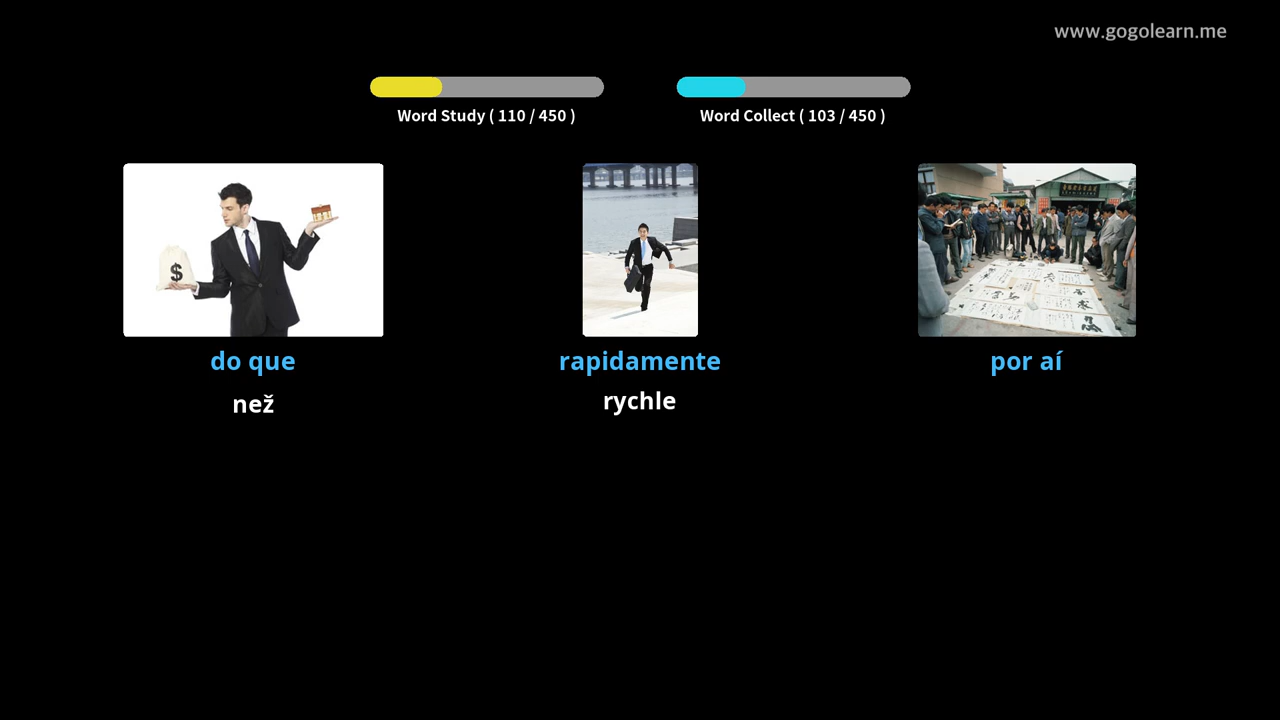 www.gogolearn.me
Word Study ( 110 / 450 )
Word Collect ( 103 / 450 )
$
do que
rapidamente
por aí
než
rychle